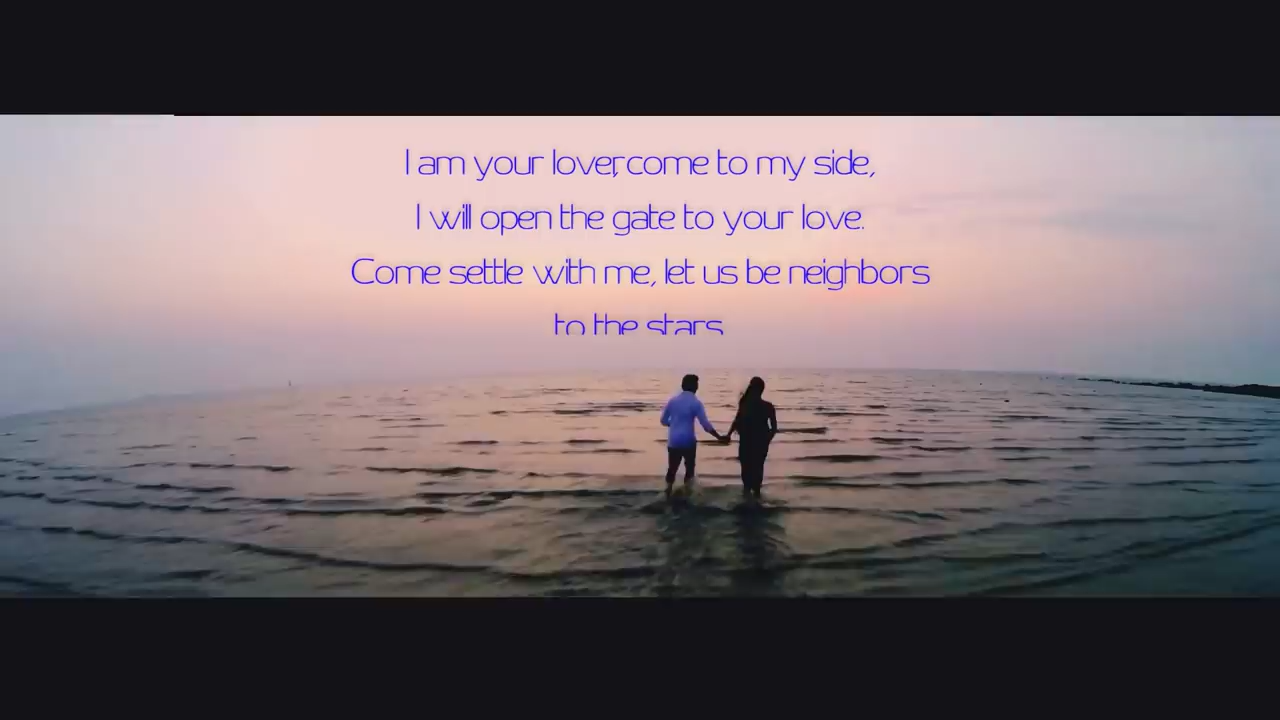 I am your lover, come to my side,
I will open the gate to your love.
Come settle with me, let us be neighbors
to the stars